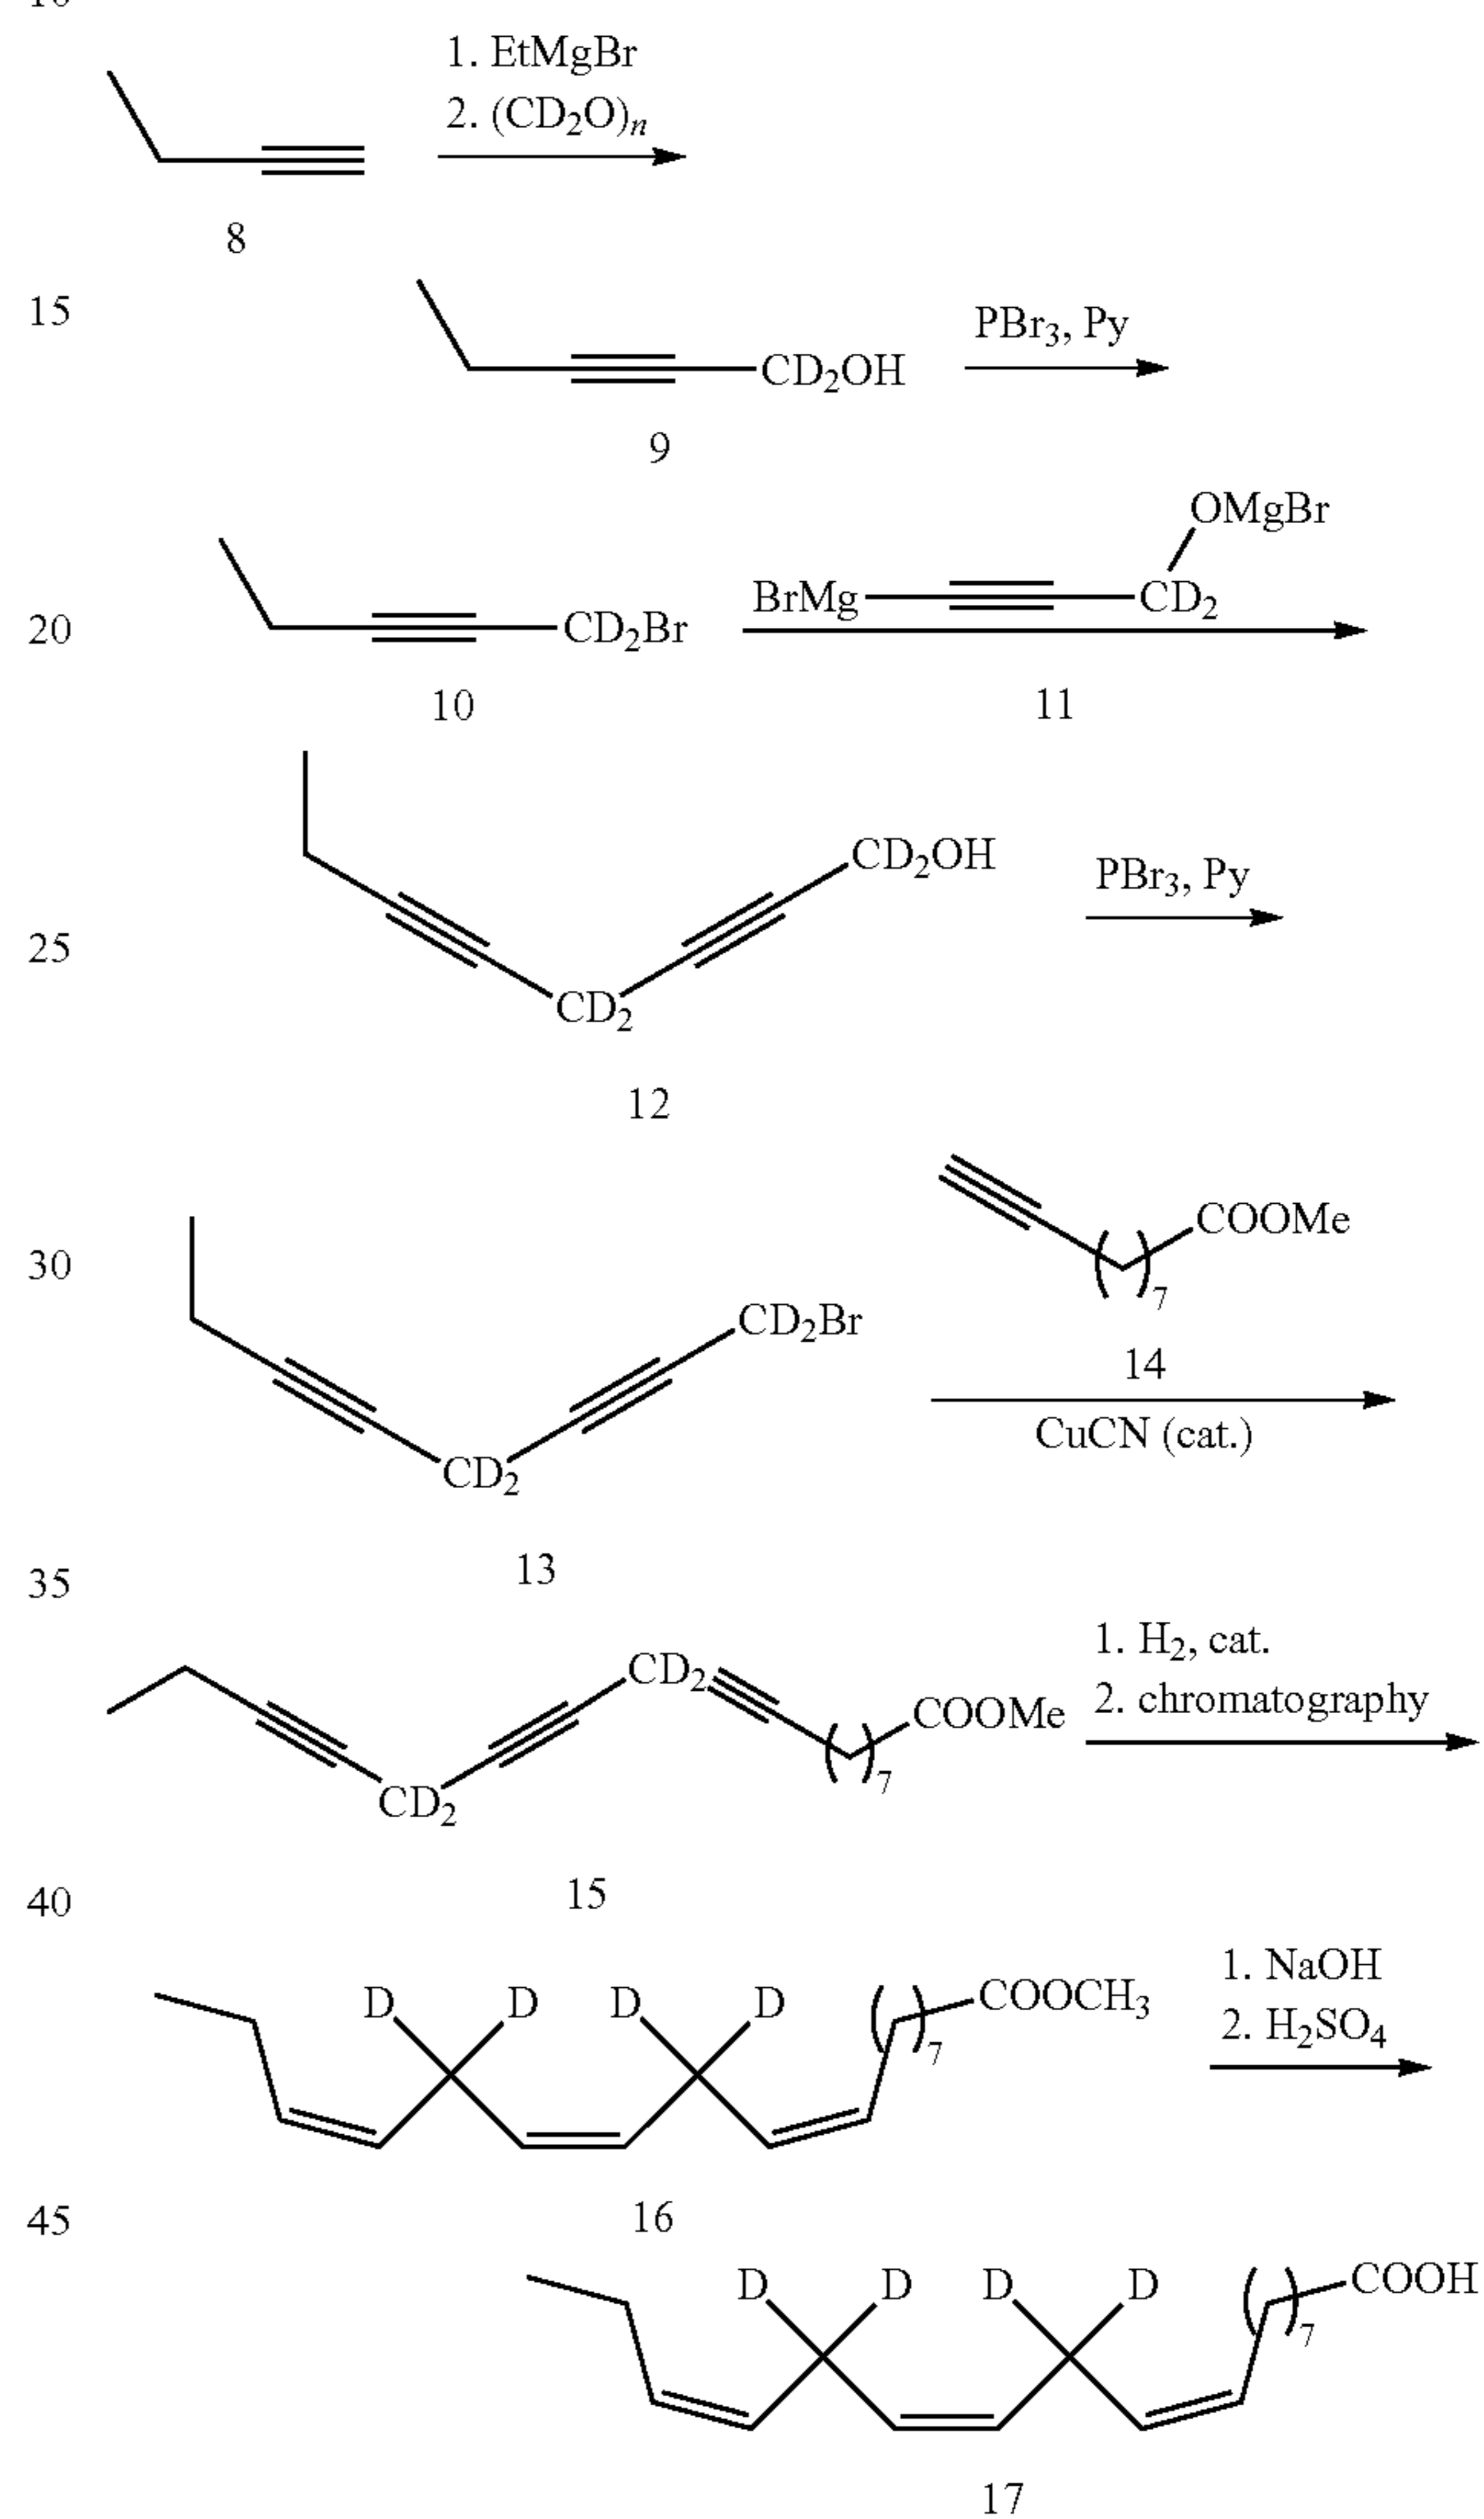 1. EtMgBr
2. (CD2O)n
8
15
CD2OH
PBr3, Py
9
OMgBr
BrMg
CD2
20
CD2Br
10
11
CD2OH
PBr3, Py
25
CD2
12
COOMe
7
30
CD2Br
14
CuCN (cat.)
CD2
35
13
1. H2, cat.
CD2
2. chromatography
COOMe
7
CD2
40
15
1. NaOH
D D D D
COOCH3
2. H2SO4
7
45
16
D D D D
COOH
7
17